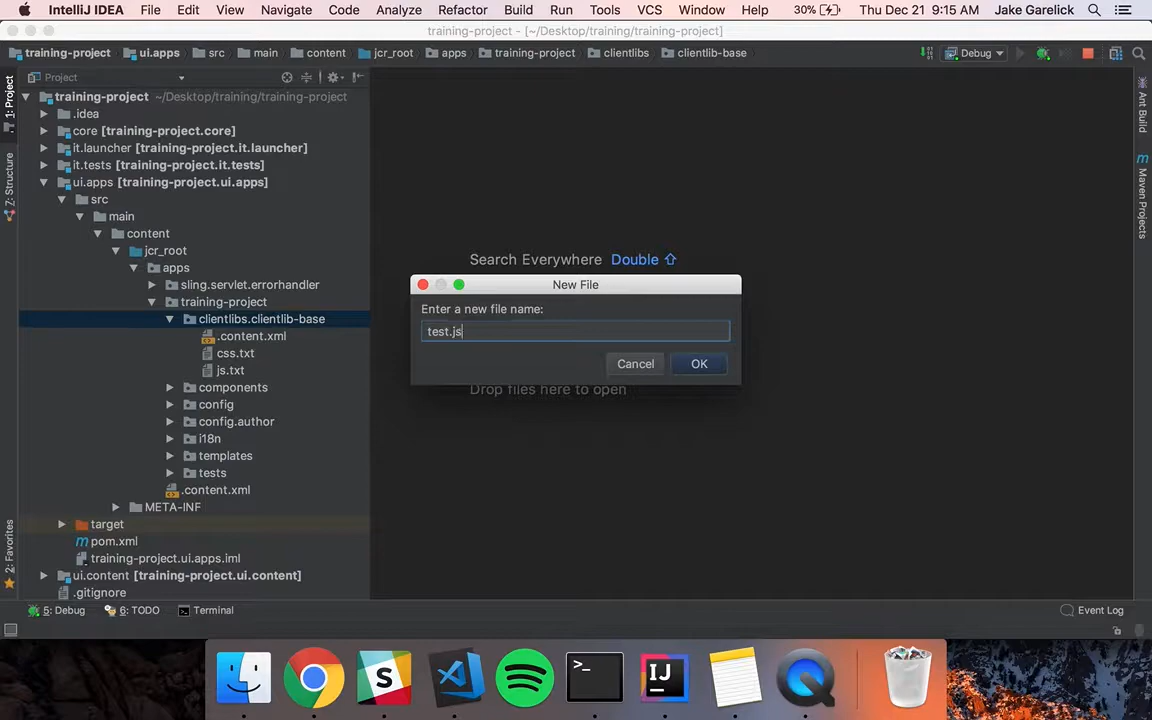 IntelliJ IDEA File Edit View Navigate Code Analyze Refactor Build Run Tools VCS Window Help 30% Thu Dec 21 9:15 AM Jake Garelick
training-project - [~/Desktop/training/training-project]
training-project ui.apps src main content jcr_root apps training-project clientlibs clientlib-base Debug
Project
training-project ~/Desktop/training/training-project
.idea
core [training-project.core]
it.launcher [training-project.it.launcher]
it.tests [training-project.it.tests]
ui.apps [training-project.ui.apps]
src
main
content
jcr_root
apps
sling.servlet.errorhandler
training-project
clientlibs.clientlib-base
.content.xml
css.txt
js.txt
components
config
config.author
i18n
templates
tests
.content.xml
META-INF
target
pom.xml
training-project.ui.apps.iml
ui.content [training-project.ui.content]
.gitignore
1: Project
7: Structure
2: Favorites
Search Everywhere Double ⇧
New File
Enter a new file name:
test.js
Cancel OK
Drop files here to open
Ant Build
m Maven Projects
5: Debug 6: TODO Terminal Event Log
S
>_
IJ